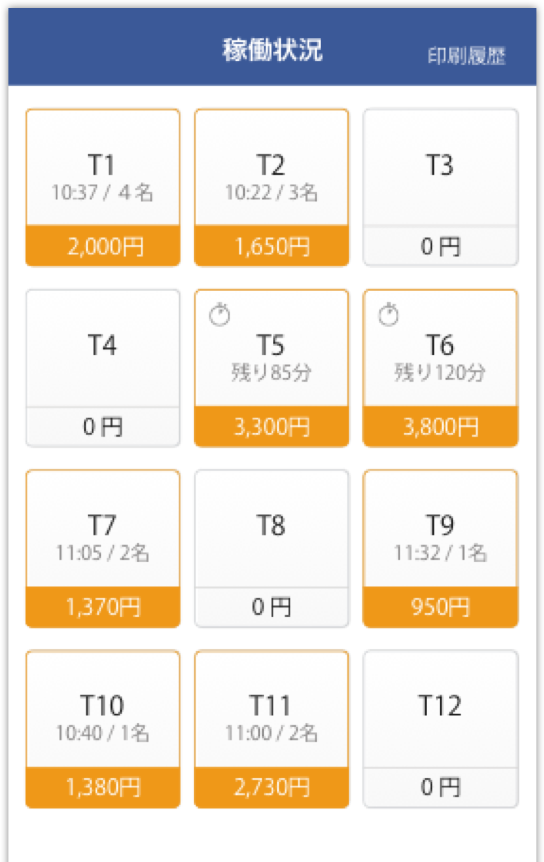 稼働状況
印刷履歴
T1
10:37 / 4 名
2,000円
T2
10:22 / 3名
1,650円
T3
0 円
T4
0 円
T5
残り85分
3,300円
T6
残り120分
3,800円
T7
11:05 / 2名
1,370円
T8
0 円
T9
11:32 / 1名
950円
T10
10:40 / 1名
1,380円
T11
11:00 / 2名
2,730円
T12
0 円